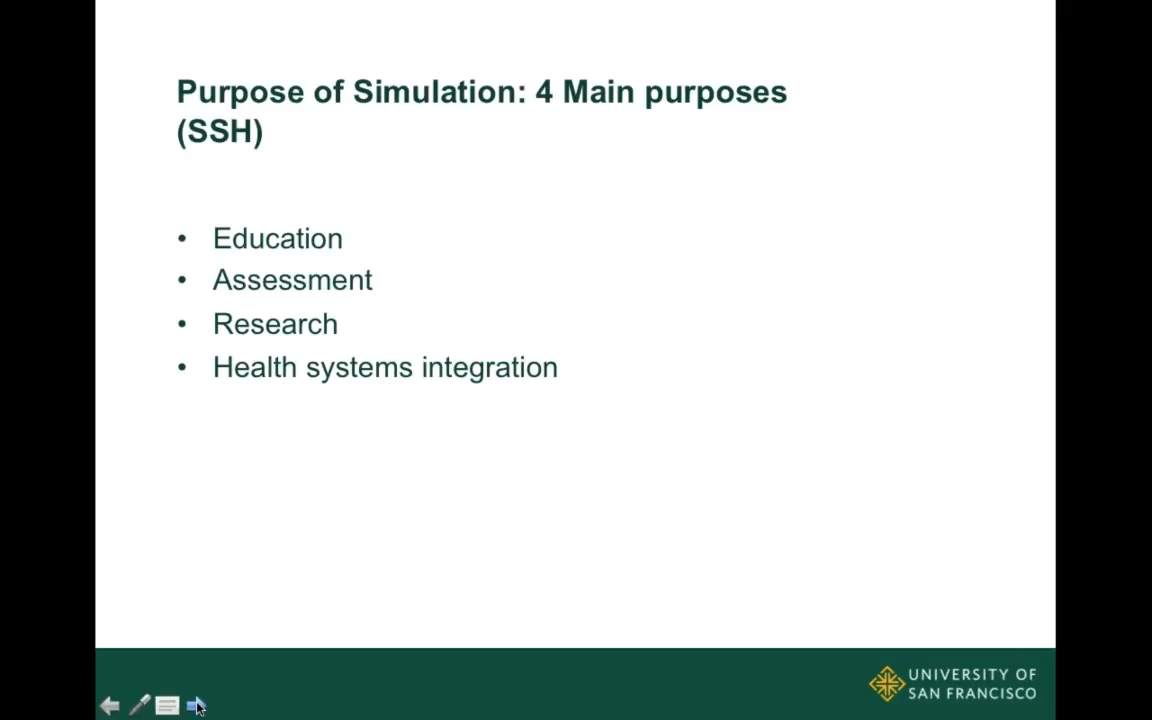 Purpose of Simulation: 4 Main purposes
(SSH)
• Education
• Assessment
• Research
• Health systems integration
UNIVERSITY OF
SAN FRANCISCO